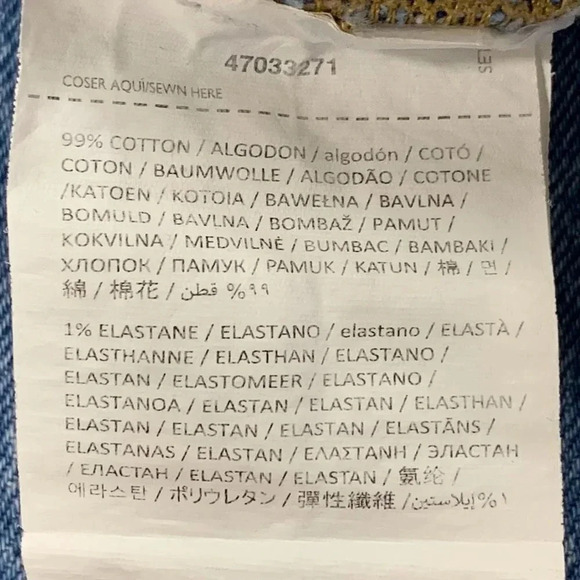 47033271
SET
COSER AQUÍ/SEWN HERE
99% COTTON / ALGODON / algodón / COTÓ /
COTON / BAUMWOLLE / ALGODÃO / COTONE
/KATOEN / KOTOIA / BAWEŁNA / BAVLNA /
BOMULD / BAVLNA / BOMBAŽ / PAMUT /
KOKVILNA / MEDVILNĖ / BUMBAC / BAMBAKI /
ХЛОПОК / ПАМУК / PAMUK / KATUN / 棉 / 면 /
綿 / 棉花 / ٩٩% قطن
1% ELASTANE / ELASTANO / elastano / ELASTÀ /
ELASTHANNE / ELASTHAN / ELASTANO /
ELASTAN / ELASTOMEER / ELASTANO /
ELASTANOA / ELASTAN / ELASTAN / ELASTHAN /
ELASTAN / ELASTAN / ELASTAN / ELASTĀNS /
ELASTANAS / ELASTAN / ΕΛΑΣΤΑΝΗ / ЭЛАСТАН
/ ЕЛАСТАН / ELASTAN / ELASTAN / 氨纶 /
에라스탄 / ポリウレタン / 彈性纖維 / ١%إيلاستين